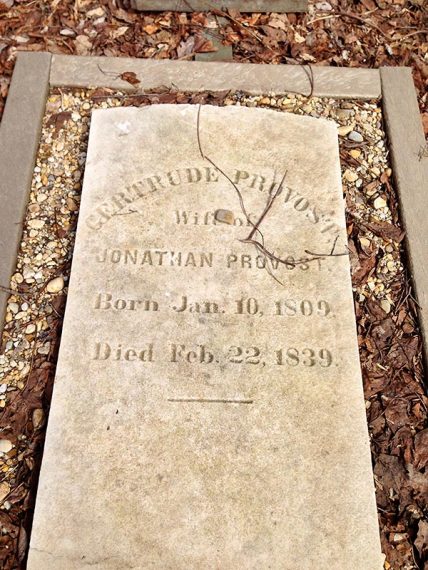 GERTRUDE PROVOST
Wife of
JONATHAN PROVOST.
Born Jan. 10, 1809.
Died Feb. 22, 1839.